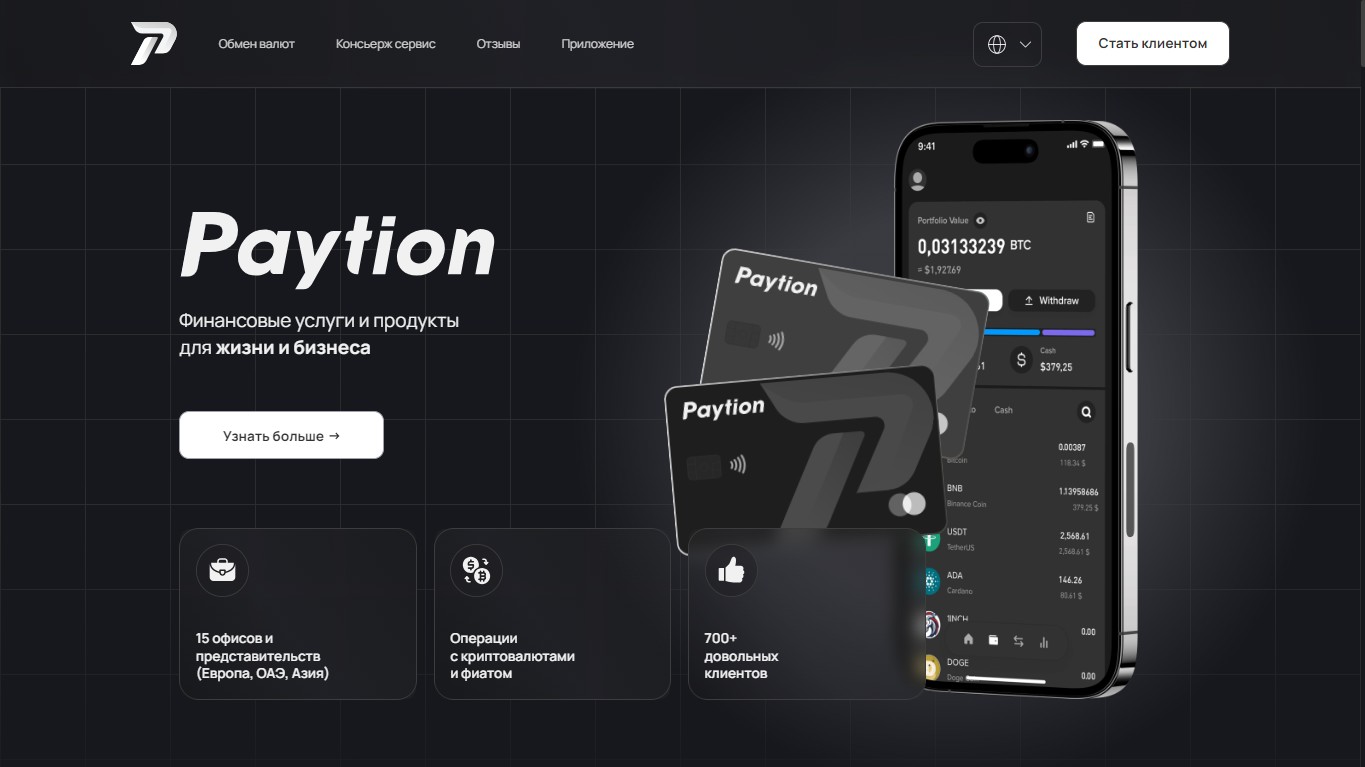 Обмен валют
Консьерж сервис
Отзывы
Приложение
Стать клиентом
Paytion
Финансовые услуги и продукты
для жизни и бизнеса
Узнать больше →
15 офисов и
представительств
(Европа, ОАЭ, Азия)
Операции
с криптовалютами
и фиатом
700+
довольных
клиентов
Paytion
Paytion
9:41
Portfolio Value
0,03133239 BTC
≈ $1,927.69
Withdraw
Cash
$379,25
Cash
0.00387
118.34 $
BNB
1.13958686
Binance Coin
379.25 $
USDT
2,568.61
TetherUS
2,568.61 $
ADA
146.26
Cardano
80.61 $
1INCH
0.00
DOGE
0.00